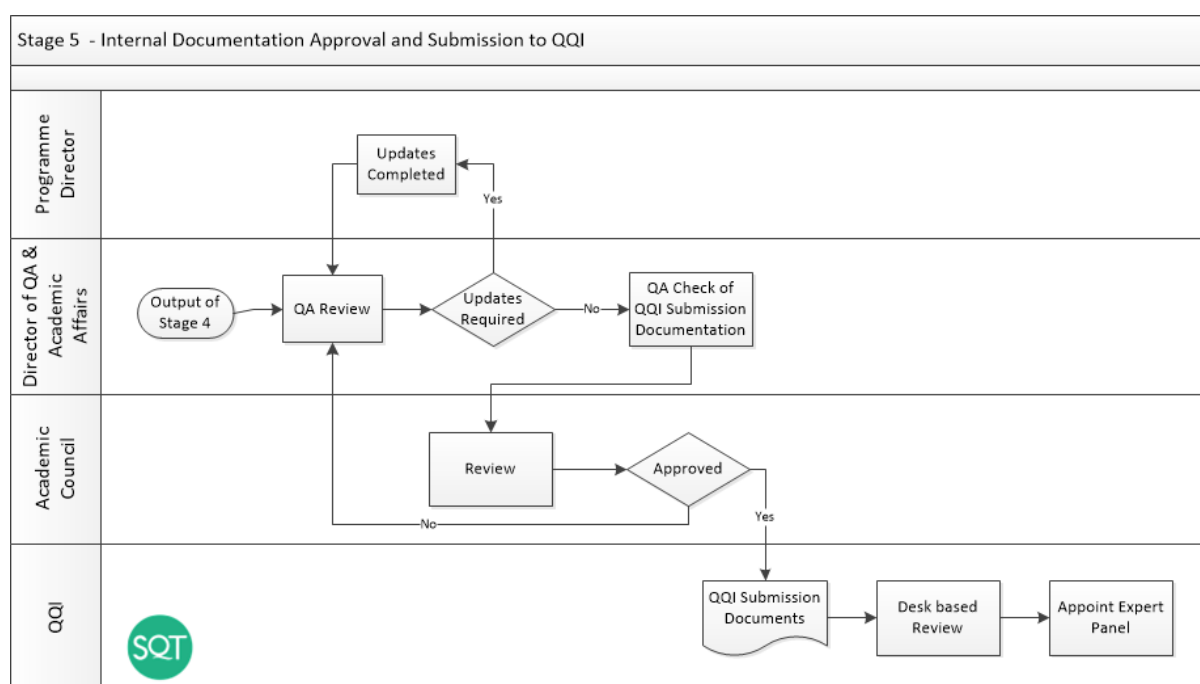 Stage 5 - Internal Documentation Approval and Submission to QQI
Programme
Director
Updates
Completed
Yes
Director of QA &
Academic
Affairs
Output of
Stage 4
QA Review
Updates
Required
No
QA Check of
QQI Submission
Documentation
Academic
Council
Review
Approved
No
Yes
QQI
SQT
QQI Submission
Documents
Desk based
Review
Appoint Expert
Panel